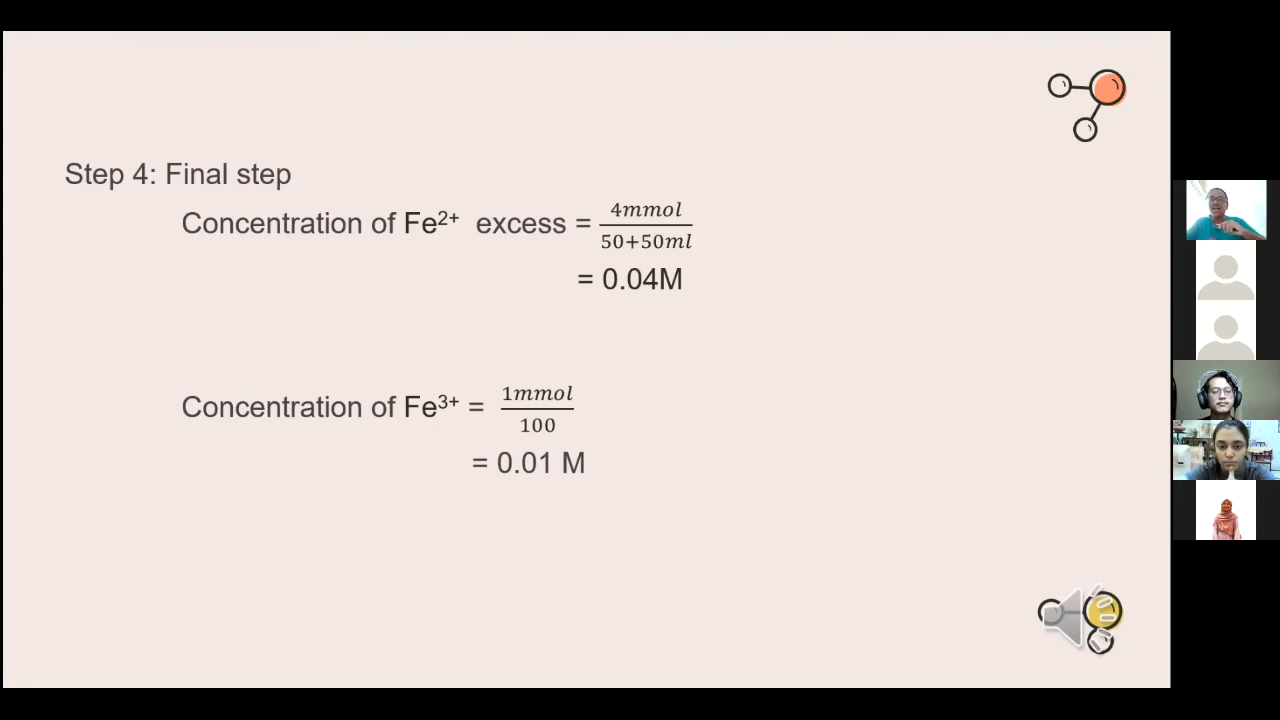 Step 4: Final step
Concentration of Fe²⁺ excess = 4mmol / 50+50ml
= 0.04M
Concentration of Fe³⁺ = 1mmol / 100
= 0.01 M